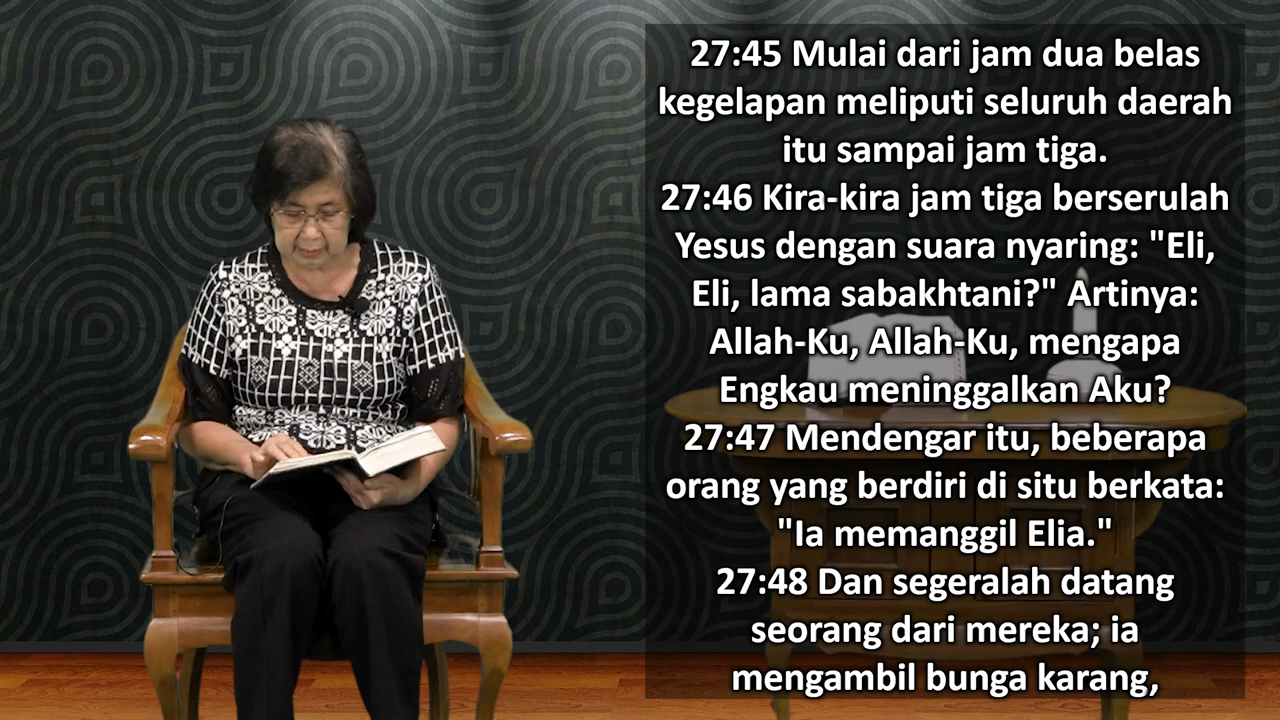 27:45 Mulai dari jam dua belas
kegelapan meliputi seluruh daerah
itu sampai jam tiga.
27:46 Kira-kira jam tiga berserulah
Yesus dengan suara nyaring: "Eli,
Eli, lama sabakhtani?" Artinya:
Allah-Ku, Allah-Ku, mengapa
Engkau meninggalkan Aku?
27:47 Mendengar itu, beberapa
orang yang berdiri di situ berkata:
"Ia memanggil Elia."
27:48 Dan segeralah datang
seorang dari mereka; ia
mengambil bunga karang,